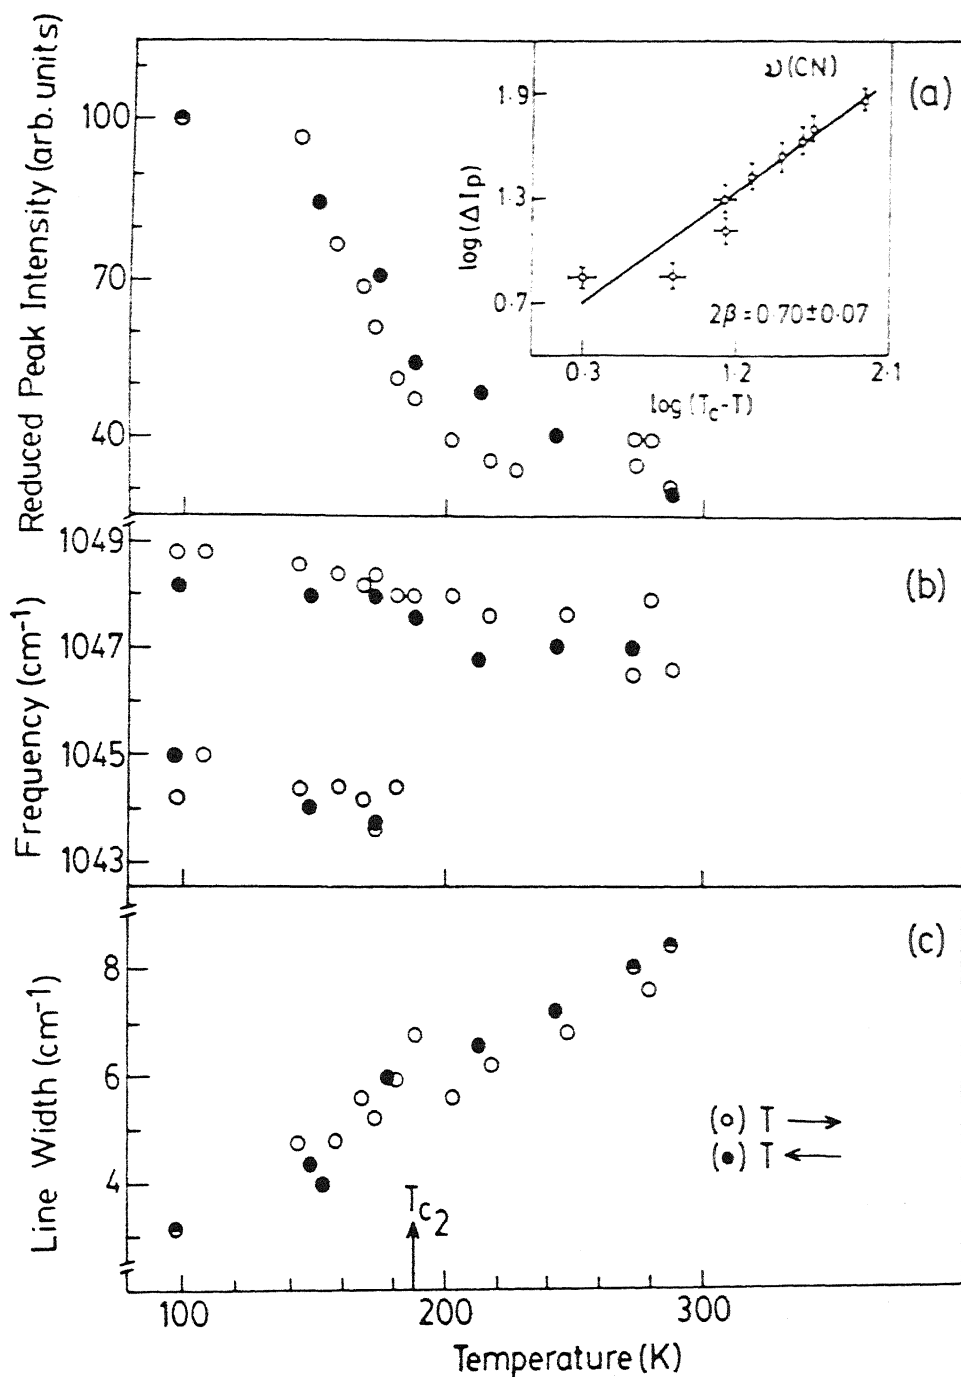 Reduced Peak Intensity (arb. units)
100
70
40
(a)
ν(CN)
log(ΔIp)
1·9
1·3
0·7
2β = 0·70±0·07
0·3
1·2
2·1
log(Tc-T)
Frequency (cm-1)
1049
1047
1045
1043
(b)
Line Width (cm-1)
8
6
4
(c)
(o) T →
(•) T ←
Tc2
100
200
300
Temperature (K)